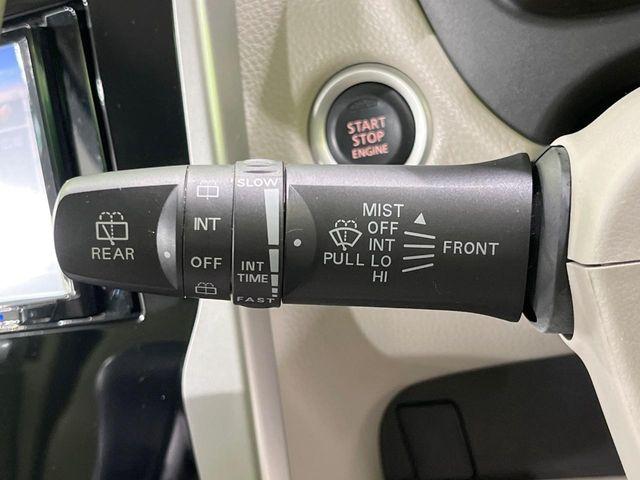 START
STOP
ENGINE
REAR
INT
OFF
SLOW
INT
TIME
FAST
MIST
OFF
INT
PULL LO
HI
FRONT